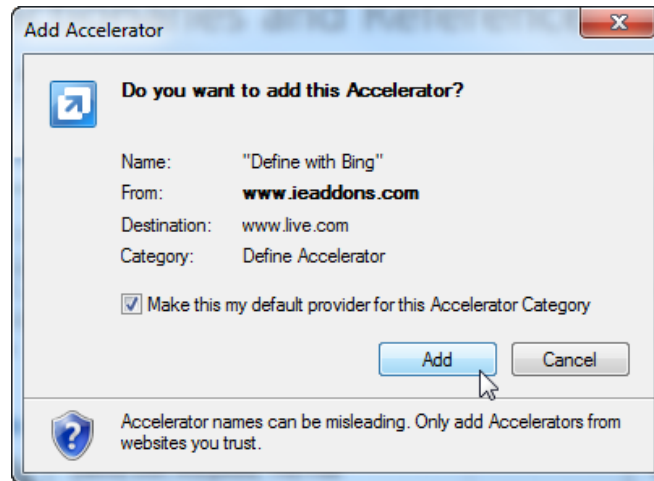 Add Accelerator
Do you want to add this Accelerator?
Name: "Define with Bing"
From: www.ieaddons.com
Destination: www.live.com
Category: Define Accelerator
Make this my default provider for this Accelerator Category
Add Cancel
Accelerator names can be misleading. Only add Accelerators from
websites you trust.